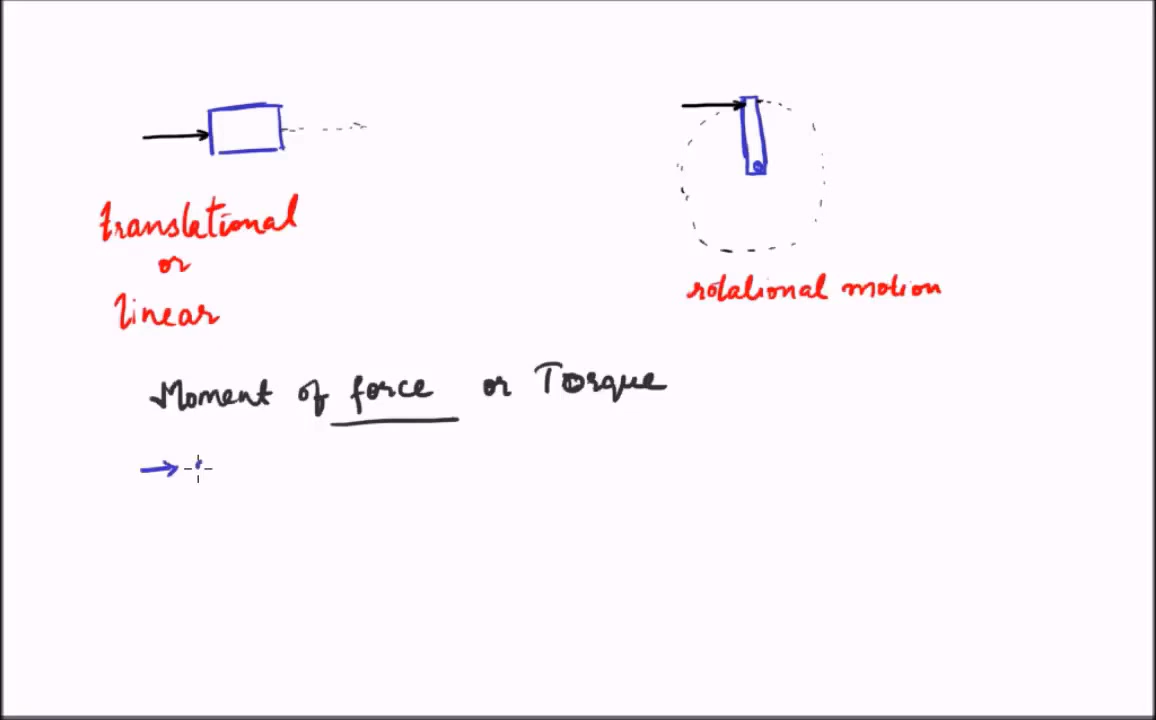 translational
or
linear
rotational motion
Moment of force or Torque